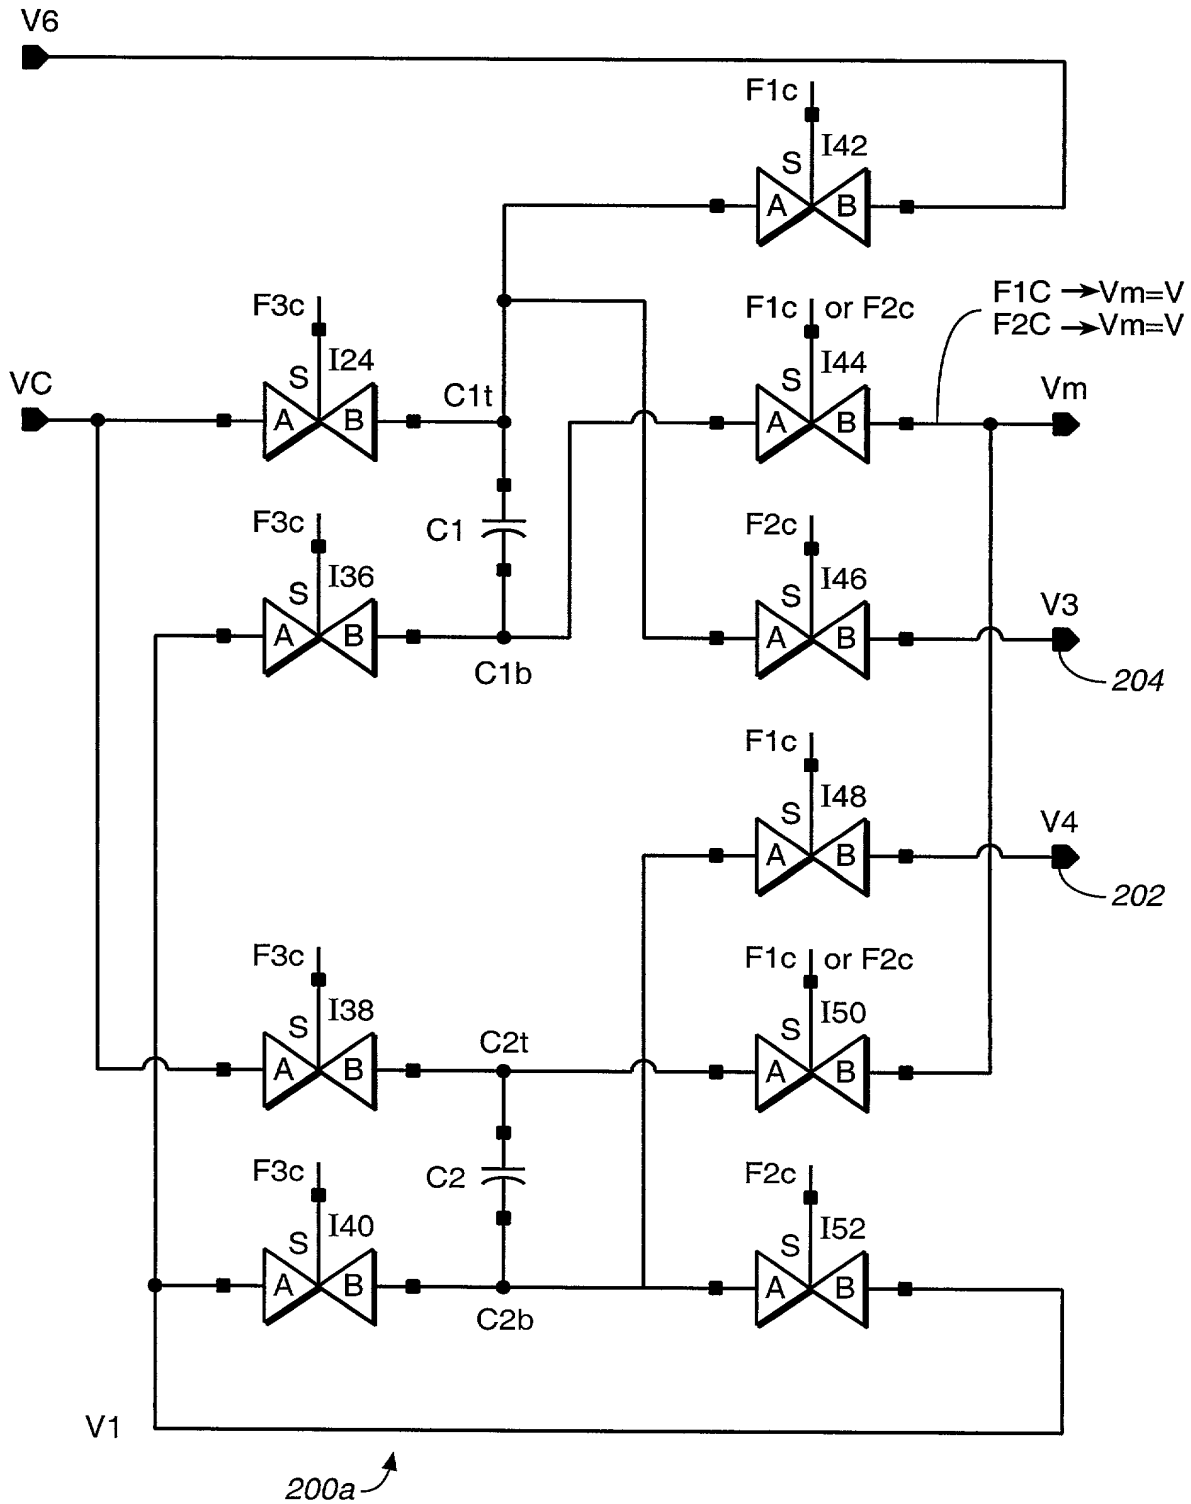 V6
F1c
I42
S
A B
F1C →Vm=V
F2C →Vm=V
F3c
F1c or F2c
I24
I44
S
S
VC
C1t
Vm
A B
A B
F3c
F2c
C1
I36
I46
S
S
V3
A B
A B
C1b
204
F1c
I48
S
V4
A B
202
F3c
F1c or F2c
I38
I50
S
S
C2t
A B
A B
F3c
F2c
C2
I40
I52
S
S
A B
A B
C2b
V1
200a